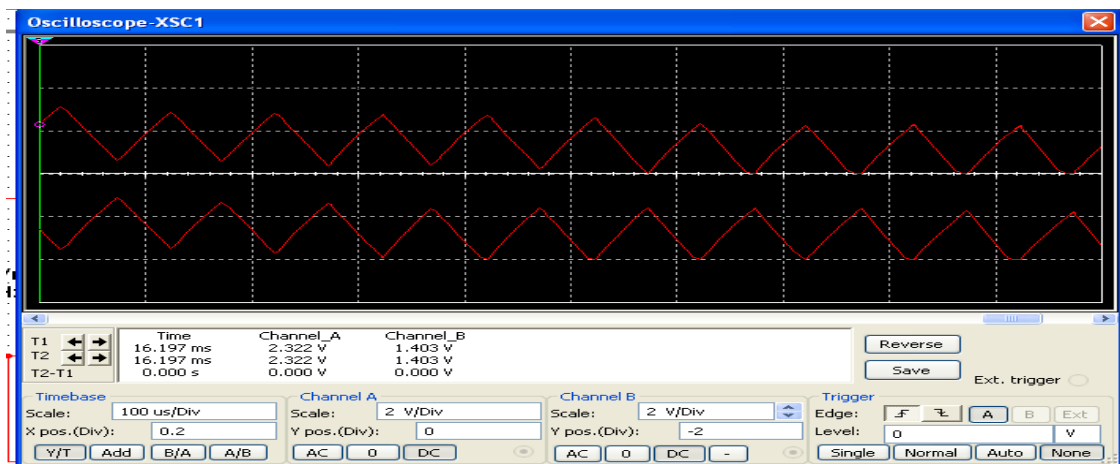 Oscilloscope-XSC1
Time Channel_A Channel_B
T1 16.197 ms 2.322 V 1.403 V
T2 16.197 ms 2.322 V 1.403 V
T2-T1 0.000 s 0.000 V 0.000 V
Reverse
Save
Ext. trigger
Timebase
Scale: 100 us/Div
X pos.(Div): 0.2
Y/T Add B/A A/B
Channel A
Scale: 2 V/Div
Y pos.(Div): 0
AC 0 DC
Channel B
Scale: 2 V/Div
Y pos.(Div): -2
AC 0 DC -
Trigger
Edge: A B Ext
Level: 0 V
Single Normal Auto None